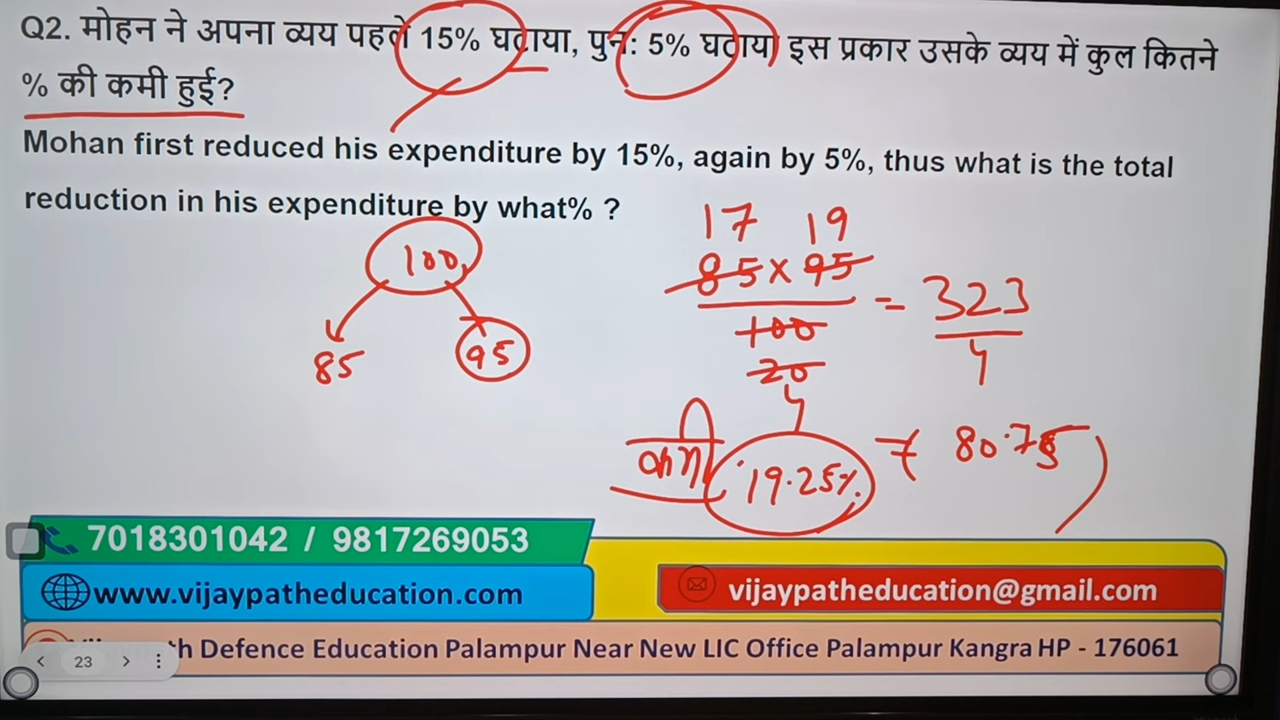 Q2. मोहन ने अपना व्यय पहले 15% घटाया, पुन: 5% घटाया इस प्रकार उसके व्यय में कुल कितने
% की कमी हुई?
Mohan first reduced his expenditure by 15%, again by 5%, thus what is the total
reduction in his expenditure by what% ?
100
85 95
17 19
85 x 95
100
20
4
= 323
4
80.75
कमी 19.25%
7018301042 / 9817269053
www.vijaypatheducation.com
vijaypatheducation@gmail.com
Defence Education Palampur Near New LIC Office Palampur Kangra HP - 176061
23